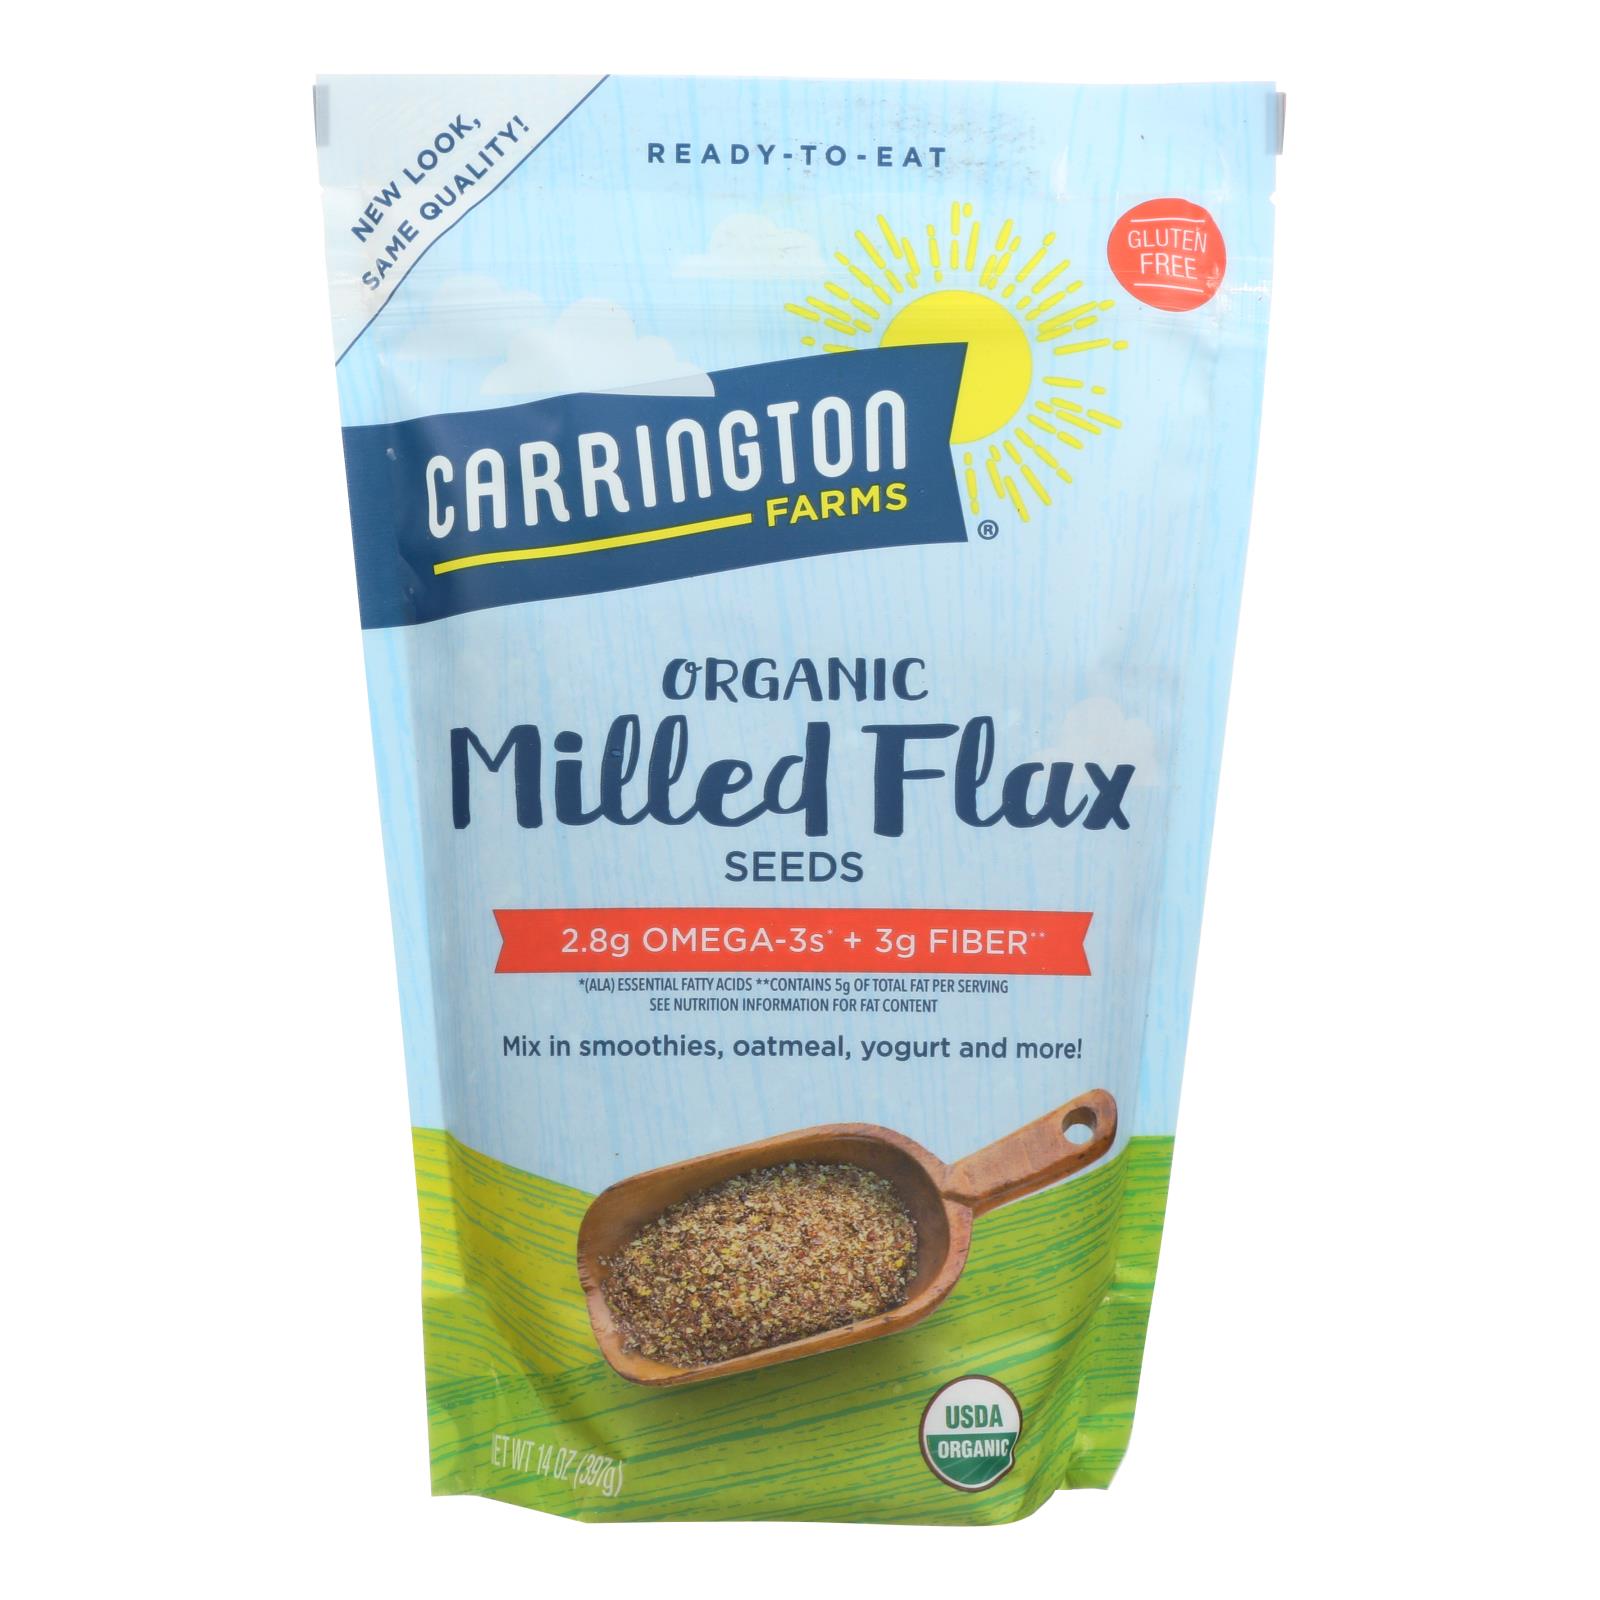 NEW LOOK,
SAME QUALITY!
READY-TO-EAT
GLUTEN
FREE
CARRINGTON
FARMS
®
ORGANIC
Milled Flax
SEEDS
2.8g OMEGA-3s* + 3g FIBER**
*(ALA) ESSENTIAL FATTY ACIDS **CONTAINS 5g OF TOTAL FAT PER SERVING
SEE NUTRITION INFORMATION FOR FAT CONTENT
Mix in smoothies, oatmeal, yogurt and more!
USDA
ORGANIC
NET WT 14 OZ (397g)